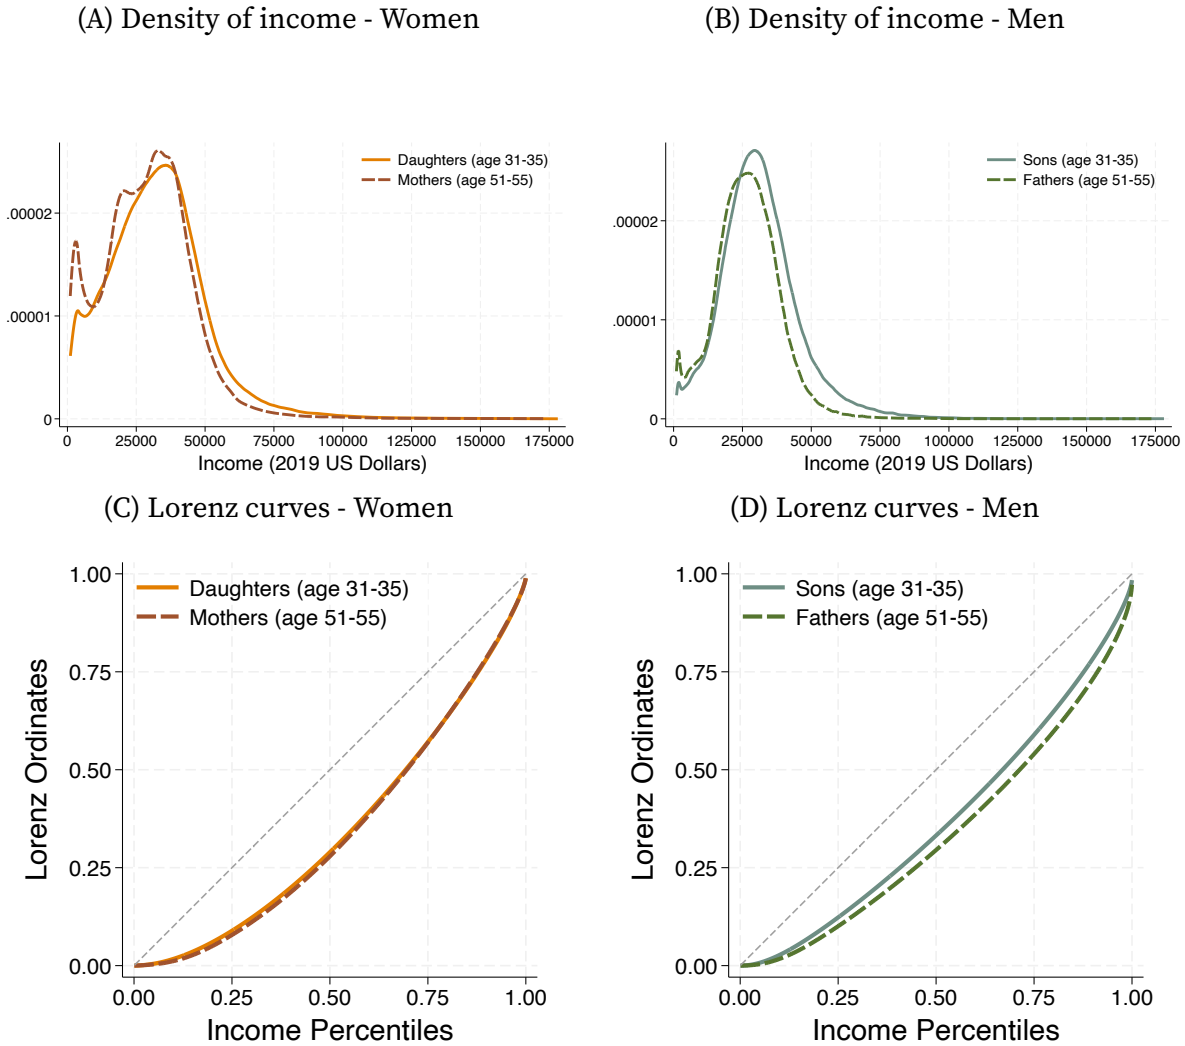 (A) Density of income - Women
Daughters (age 31-35)
Mothers (age 51-55)
.00002
.00001
0
0 25000 50000 75000 100000 125000 150000 175000
Income (2019 US Dollars)
(B) Density of income - Men
Sons (age 31-35)
Fathers (age 51-55)
.00002
.00001
0
0 25000 50000 75000 100000 125000 150000 175000
Income (2019 US Dollars)
(C) Lorenz curves - Women
Daughters (age 31-35)
Mothers (age 51-55)
Lorenz Ordinates
1.00
0.75
0.50
0.25
0.00
0.00 0.25 0.50 0.75 1.00
Income Percentiles
(D) Lorenz curves - Men
Sons (age 31-35)
Fathers (age 51-55)
Lorenz Ordinates
1.00
0.75
0.50
0.25
0.00
0.00 0.25 0.50 0.75 1.00
Income Percentiles